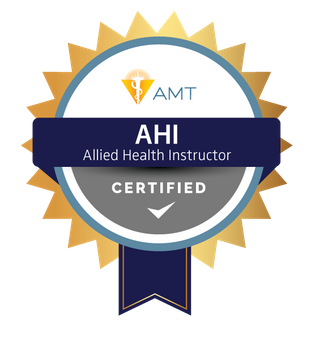 AMT
AHI
Allied Health Instructor
CERTIFIED